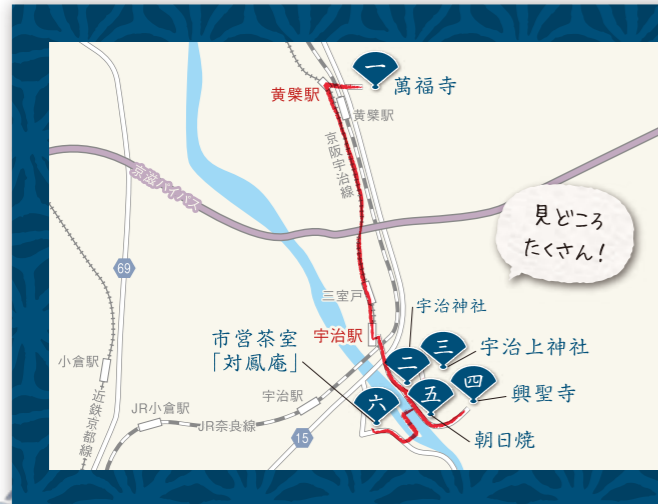 一
萬福寺
黄檗駅
黄檗駅
京阪宇治線
京滋バイパス
見どころ
たくさん!
69
三室戸
宇治神社
宇治駅
市営茶室
「対鳳庵」
二
三
宇治上神社
小倉駅
四
興聖寺
五
六
宇治駅
朝日焼
JR小倉駅
JR奈良線
15
近鉄京都線